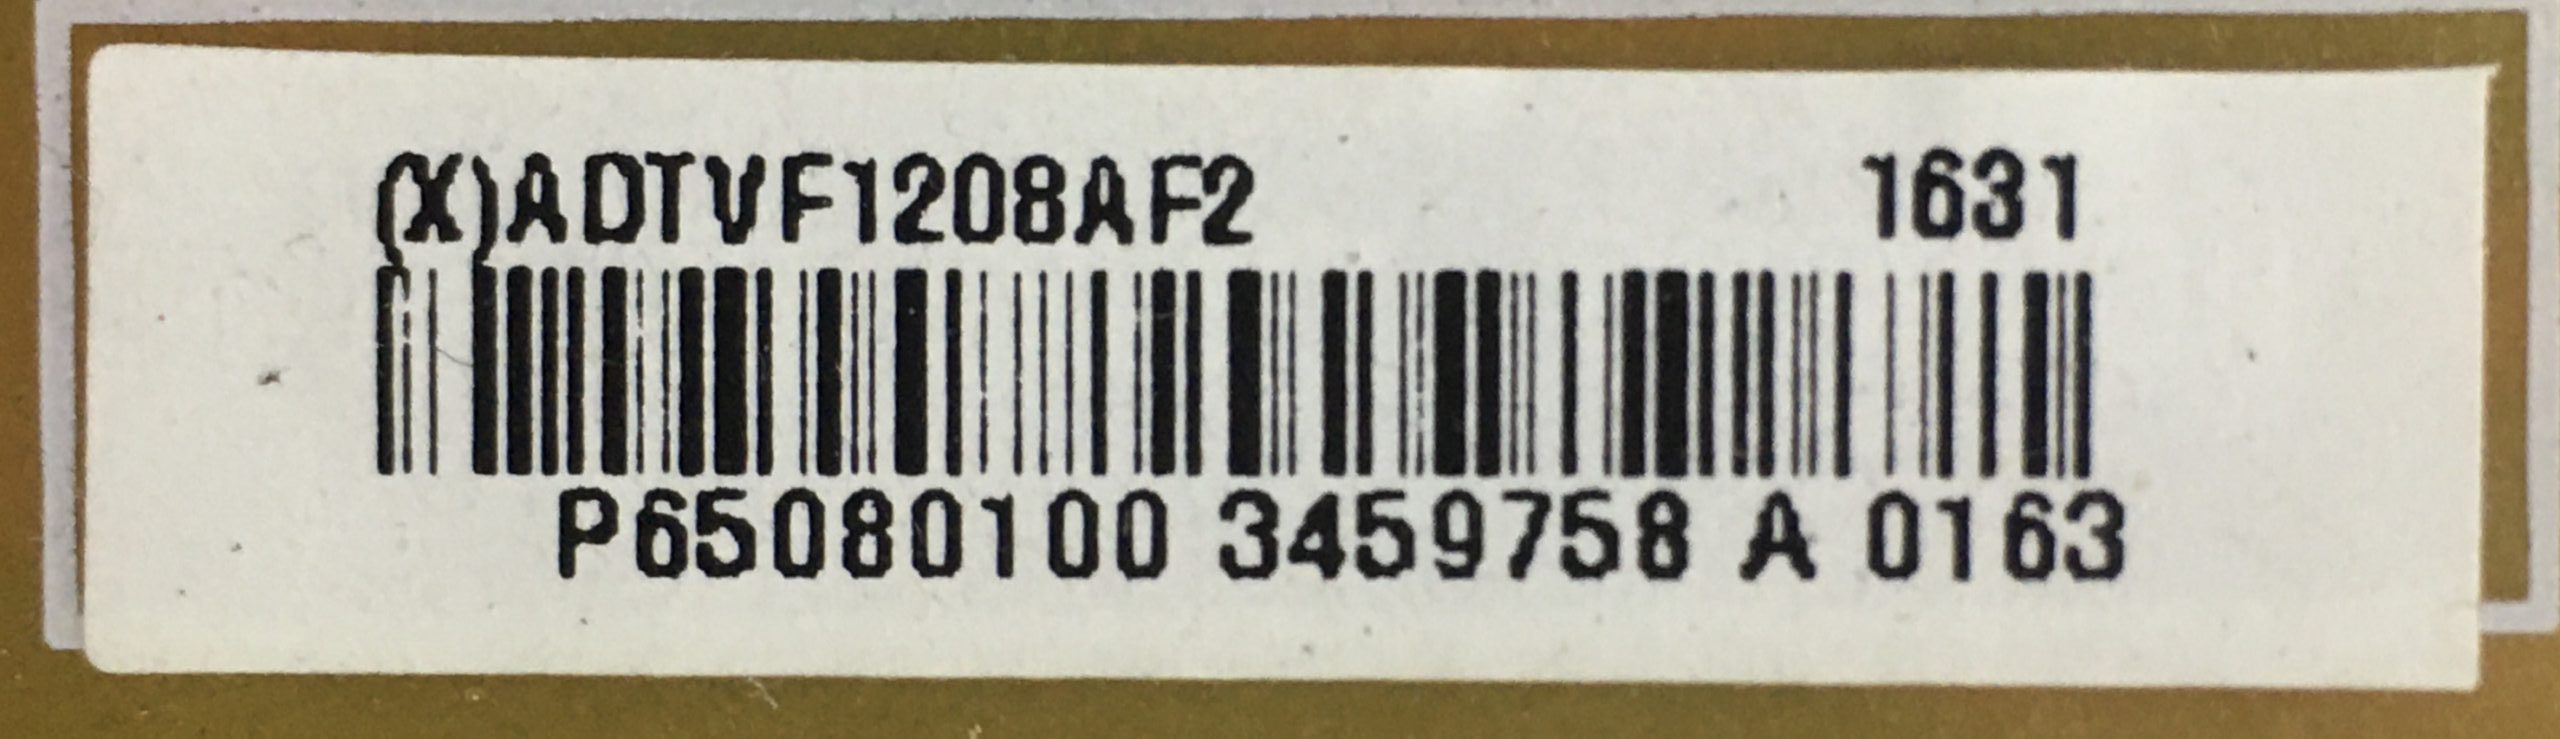 (X)ADTVF1208AF2 1631
P65080100 3459758 A 0163